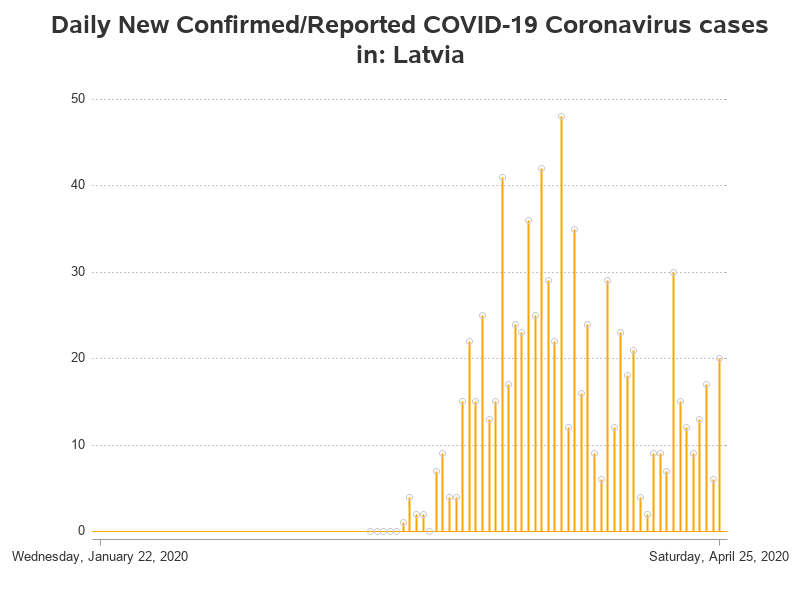 Daily New Confirmed/Reported COVID-19 Coronavirus cases
in: Latvia
50
40
30
20
10
0
Wednesday, January 22, 2020
Saturday, April 25, 2020